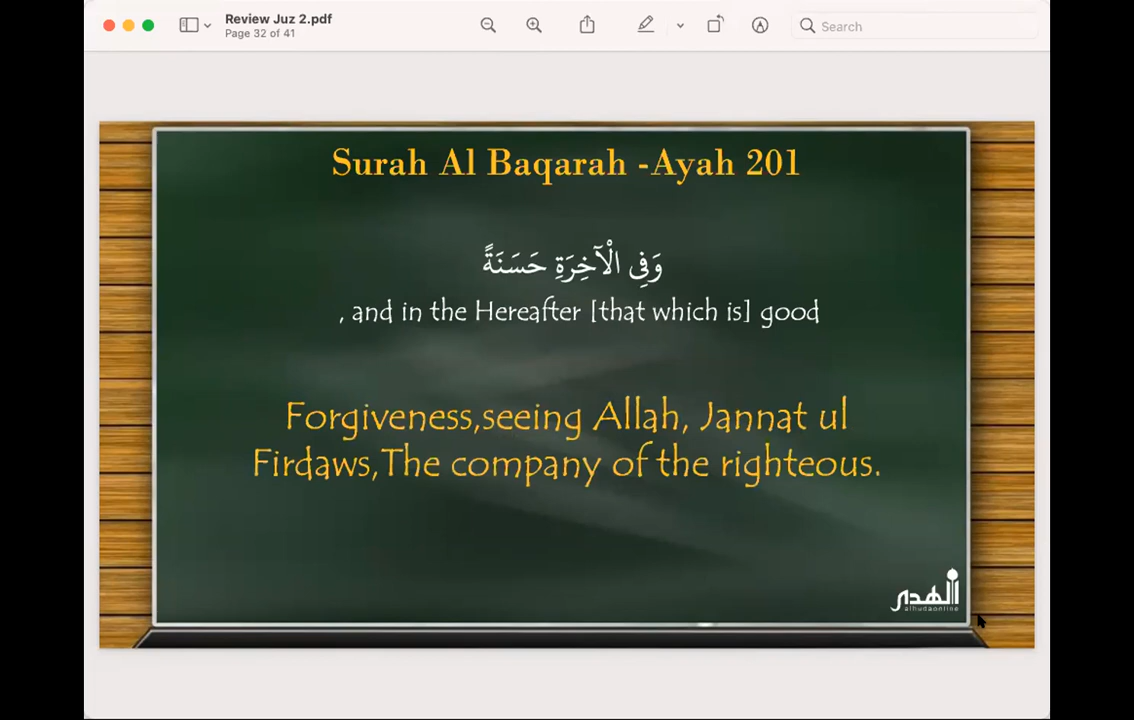 Review Juz 2.pdf
Page 32 of 41
Search
Surah Al Baqarah -Ayah 201
وَفِى الْآخِرَةِ حَسَنَةً
, and in the Hereafter [that which is] good
Forgiveness,seeing Allah, Jannat ul
Firdaws,The company of the righteous.
الهدى
alhudaonline